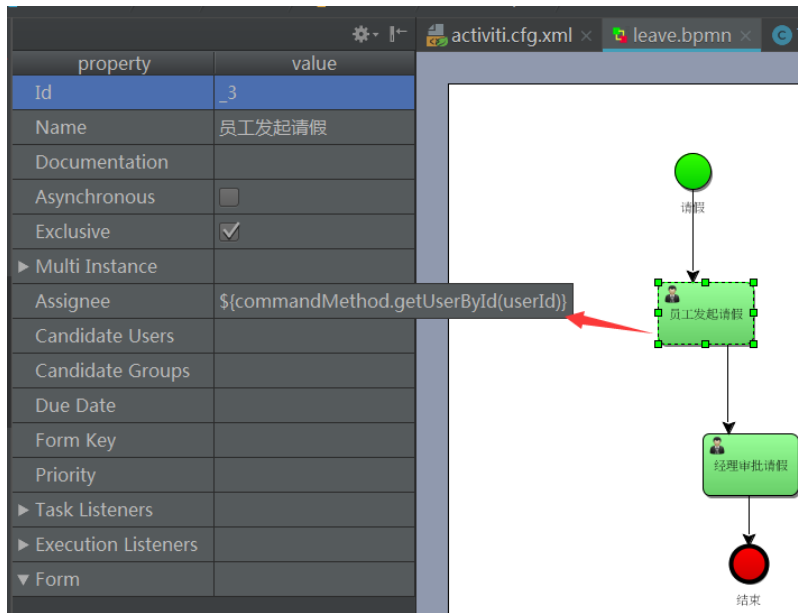 activiti.cfg.xml
leave.bpmn
property value
Id _3
Name 员工发起请假
Documentation
Asynchronous
Exclusive
Multi Instance
Assignee ${commandMethod.getUserById(userId)}
Candidate Users
Candidate Groups
Due Date
Form Key
Priority
Task Listeners
Execution Listeners
Form
请假
员工发起请假
经理审批请假
结束